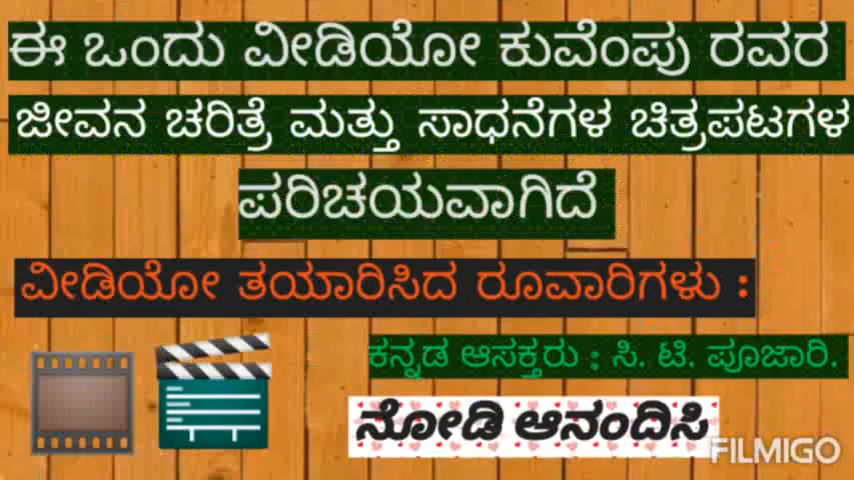 ಈ ಒಂದು ವೀಡಿಯೋ ಕುವೆಂಪು ರವರ
ಜೀವನ ಚರಿತ್ರೆ ಮತ್ತು ಸಾಧನೆಗಳ ಚಿತ್ರಪಟಗಳ
ಪರಿಚಯವಾಗಿದೆ
ವೀಡಿಯೋ ತಯಾರಿಸಿದ ರೂವಾರಿಗಳು :
ಕನ್ನಡ ಆಸಕ್ತರು : ಸಿ. ಟಿ. ಪೂಜಾರಿ.
ನೋಡಿ ಆನಂದಿಸಿ
FILMIGO